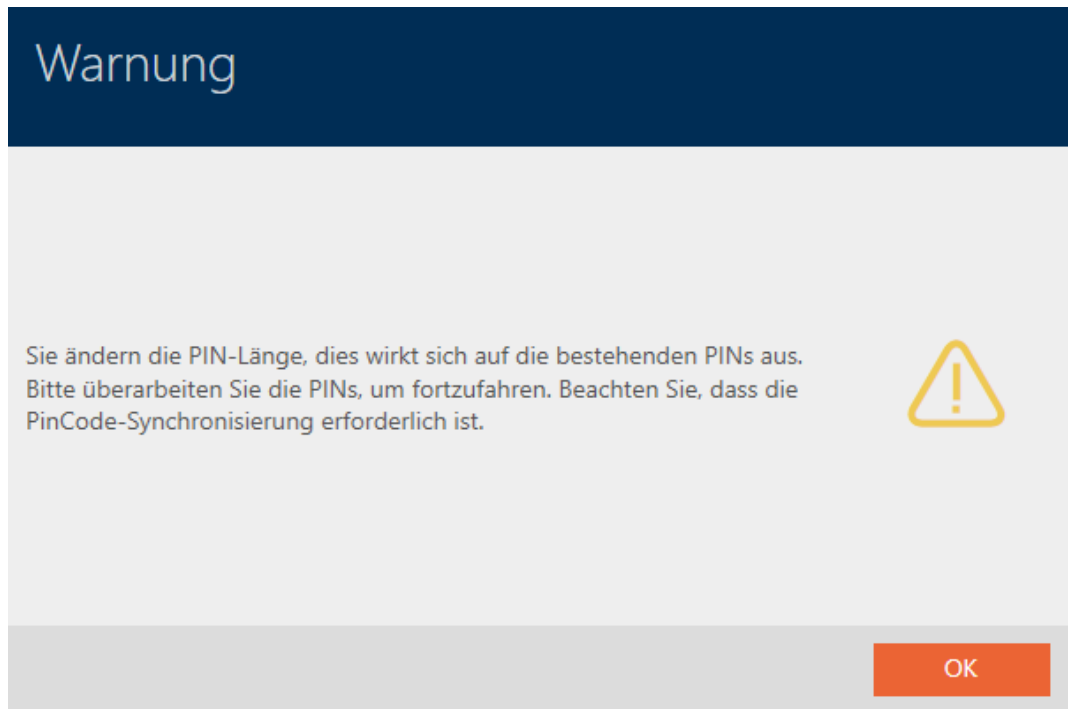 Warnung
Sie ändern die PIN-Länge, dies wirkt sich auf die bestehenden PINs aus.
Bitte überarbeiten Sie die PINs, um fortzufahren. Beachten Sie, dass die
PinCode-Synchronisierung erforderlich ist.
OK